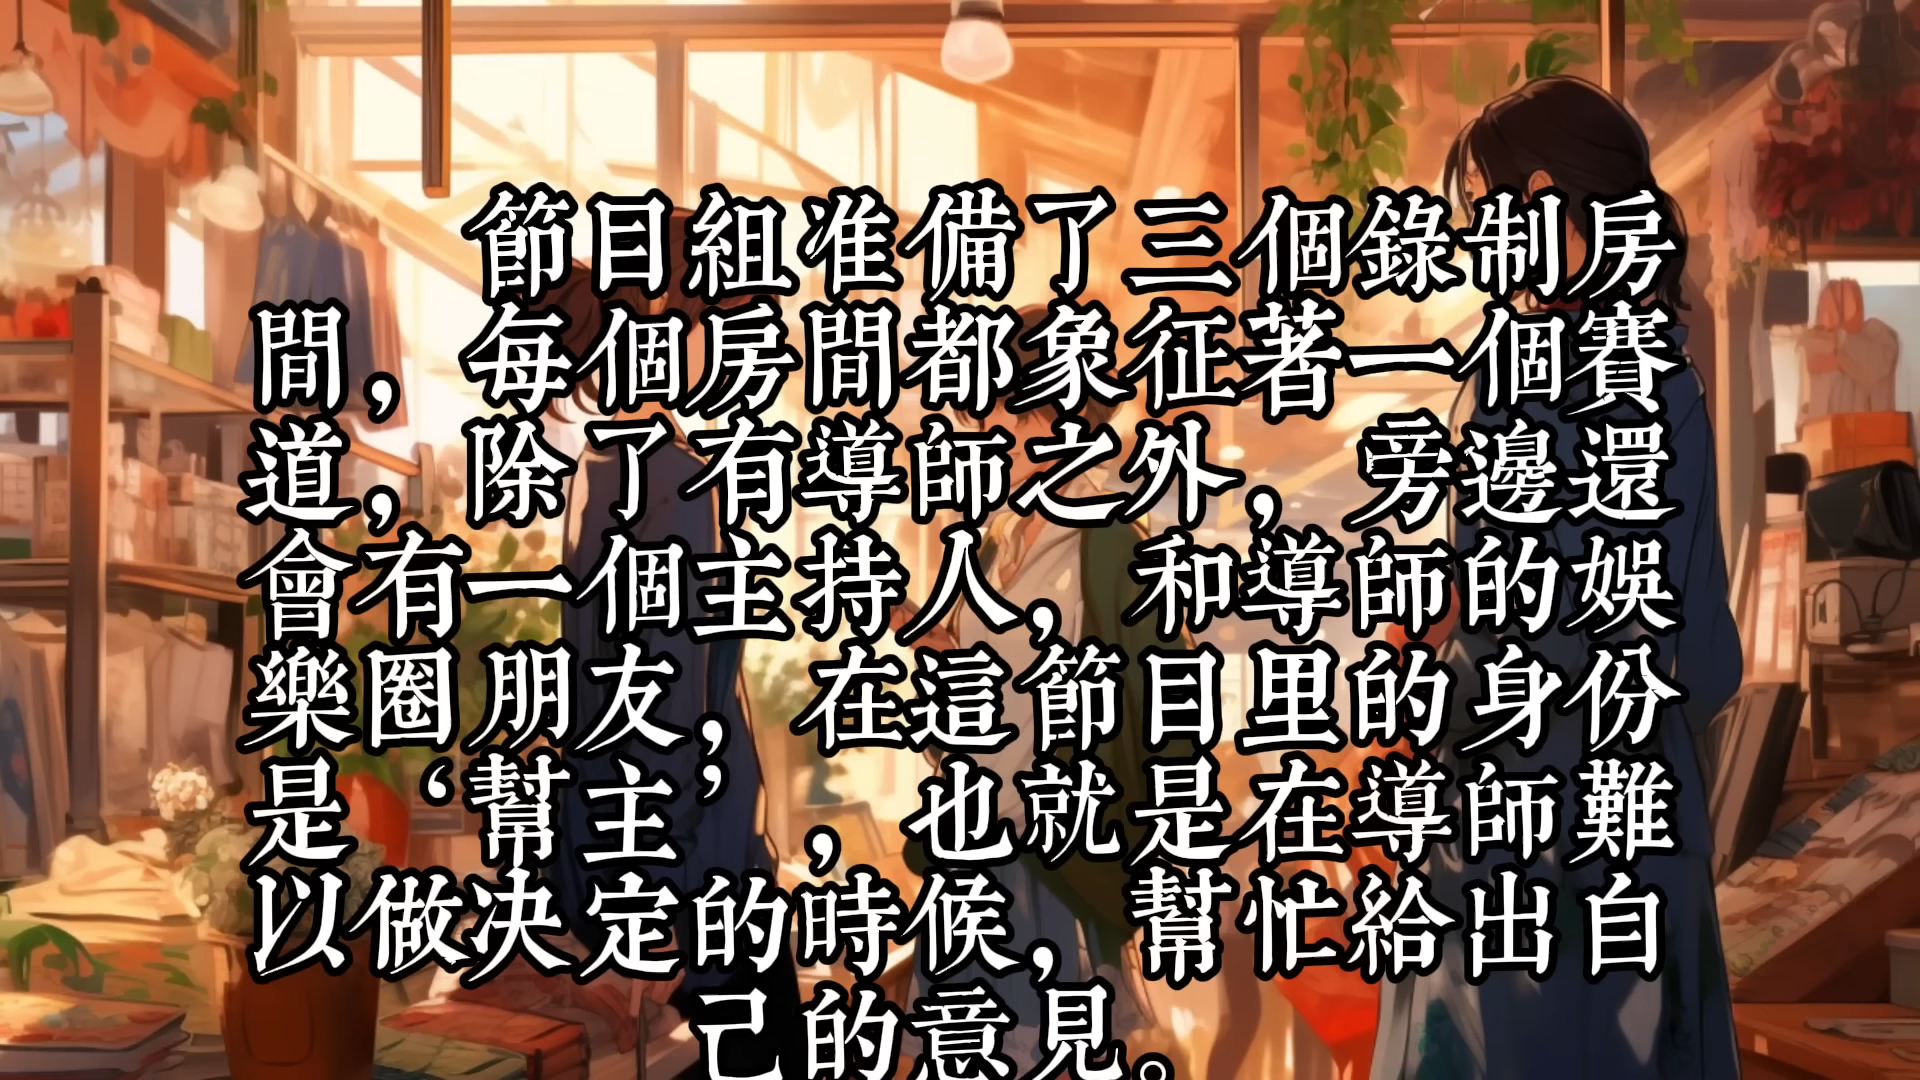 節目組准備了三個錄制房
間，每個房間都象征著一個賽
道，除了有導師之外，旁邊還
會有一個主持人，和導師的娛
樂圈朋友，在這節目里的身份
是‘幫主’，也就是在導師難
以做決定的時候，幫忙給出自
己的意見。